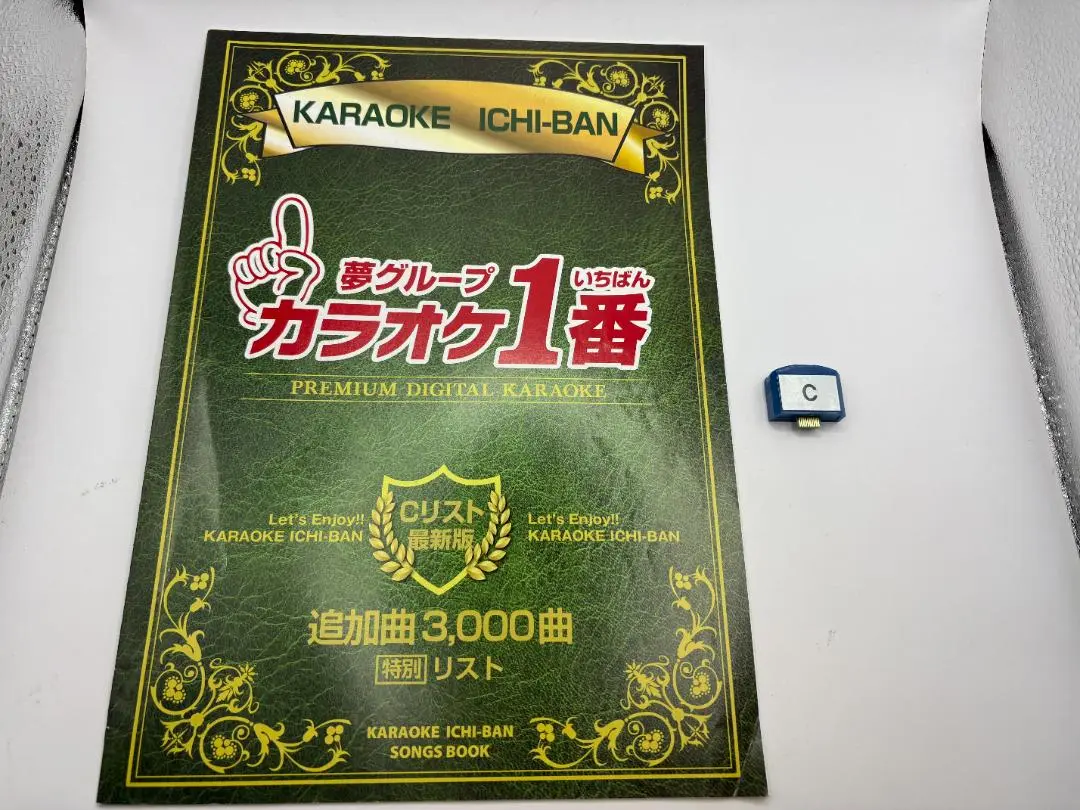 KARAOKE ICHI-BAN
夢グループ
カラオケ1番
いちばん
PREMIUM DIGITAL KARAOKE
Let's Enjoy!!
KARAOKE ICHI-BAN
Cリスト
最新版
Let's Enjoy!!
KARAOKE ICHI-BAN
追加曲3,000曲
特別 リスト
KARAOKE ICHI-BAN
SONGS BOOK
C